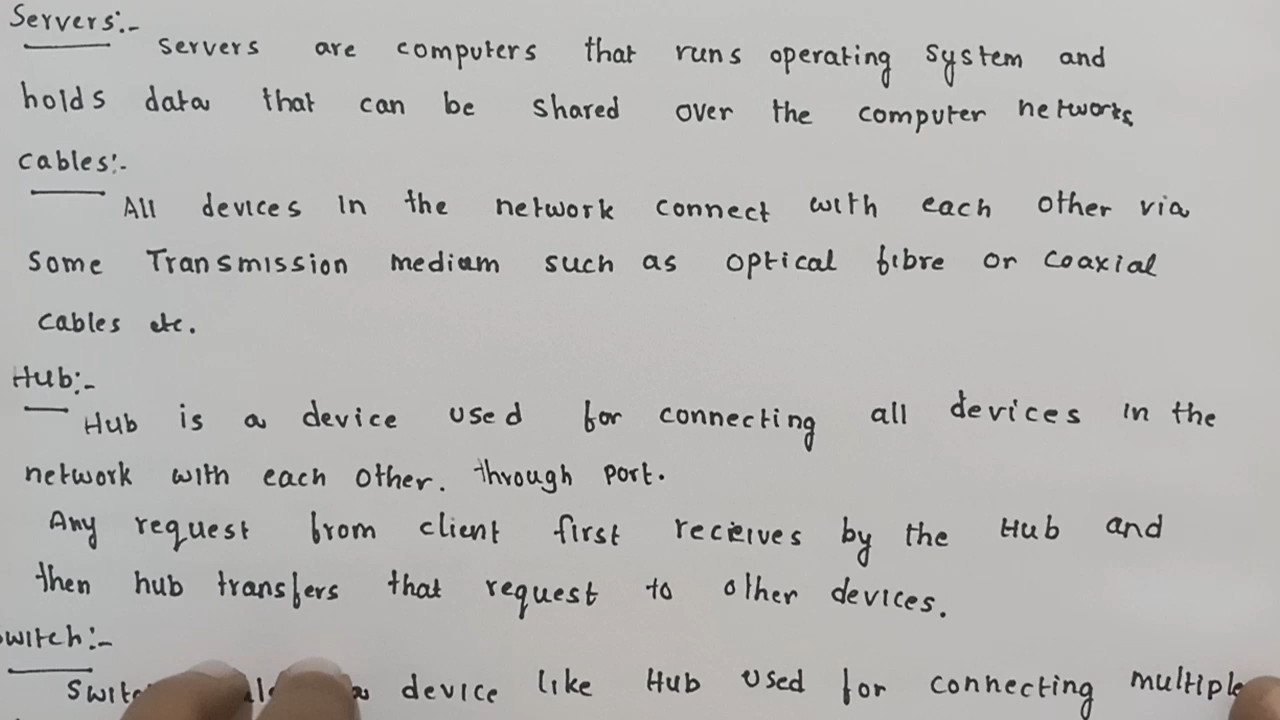 Servers:-
Servers are computers that runs operating system and
holds data that can be shared over the computer networks
Cables:-
All devices in the network connect with each other via
Some Transmission medium such as optical fibre or Coaxial
Cables etc.
Hub:-
Hub is a device used for connecting all devices in the
network with each other. Through port.
Any request from client first receives by the Hub and
then hub transfers that request to other devices.
Switch:-
device like Hub used for connecting multiple